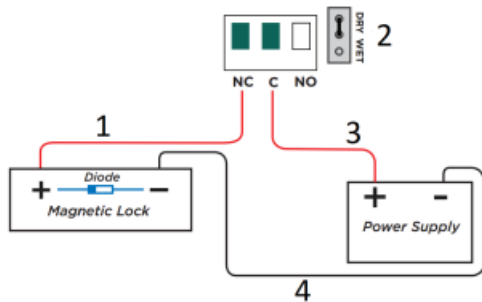 DRY WET
2
NC C NO
1
3
Diode
+ −
Magnetic Lock
+ -
Power Supply
4